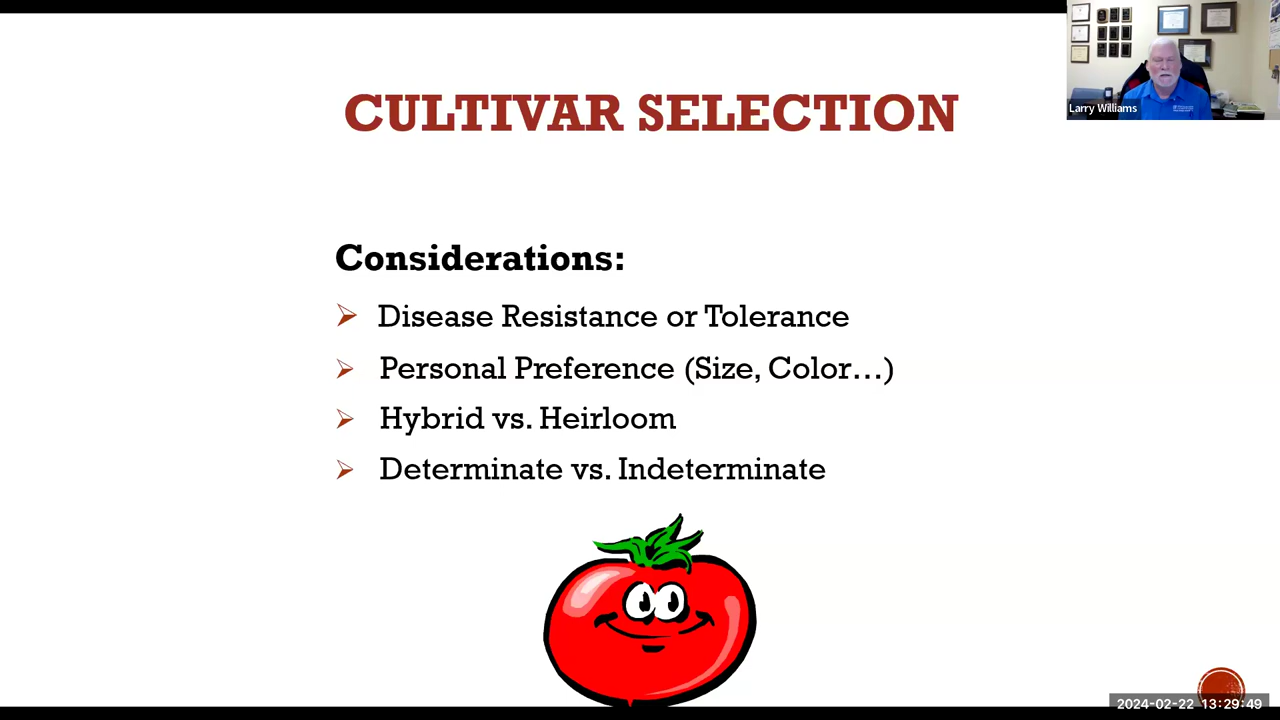 CULTIVAR SELECTION
Larry Williams
Considerations:
Disease Resistance or Tolerance
Personal Preference (Size, Color...)
Hybrid vs. Heirloom
Determinate vs. Indeterminate
2024-02-22 13:29:49